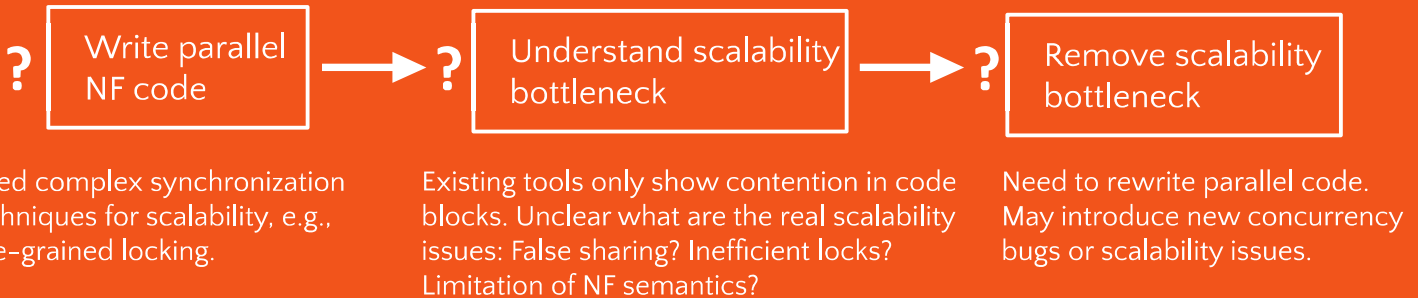 ?
Write parallel
NF code
?
Understand scalability
bottleneck
?
Remove scalability
bottleneck
complex synchronization
for scalability, e.g.,
locking.
Existing tools only show contention in code
blocks. Unclear what are the real scalability
issues: False sharing? Inefficient locks?
Limitation of NF semantics?
Need to rewrite parallel code.
May introduce new concurrency
bugs or scalability issues.